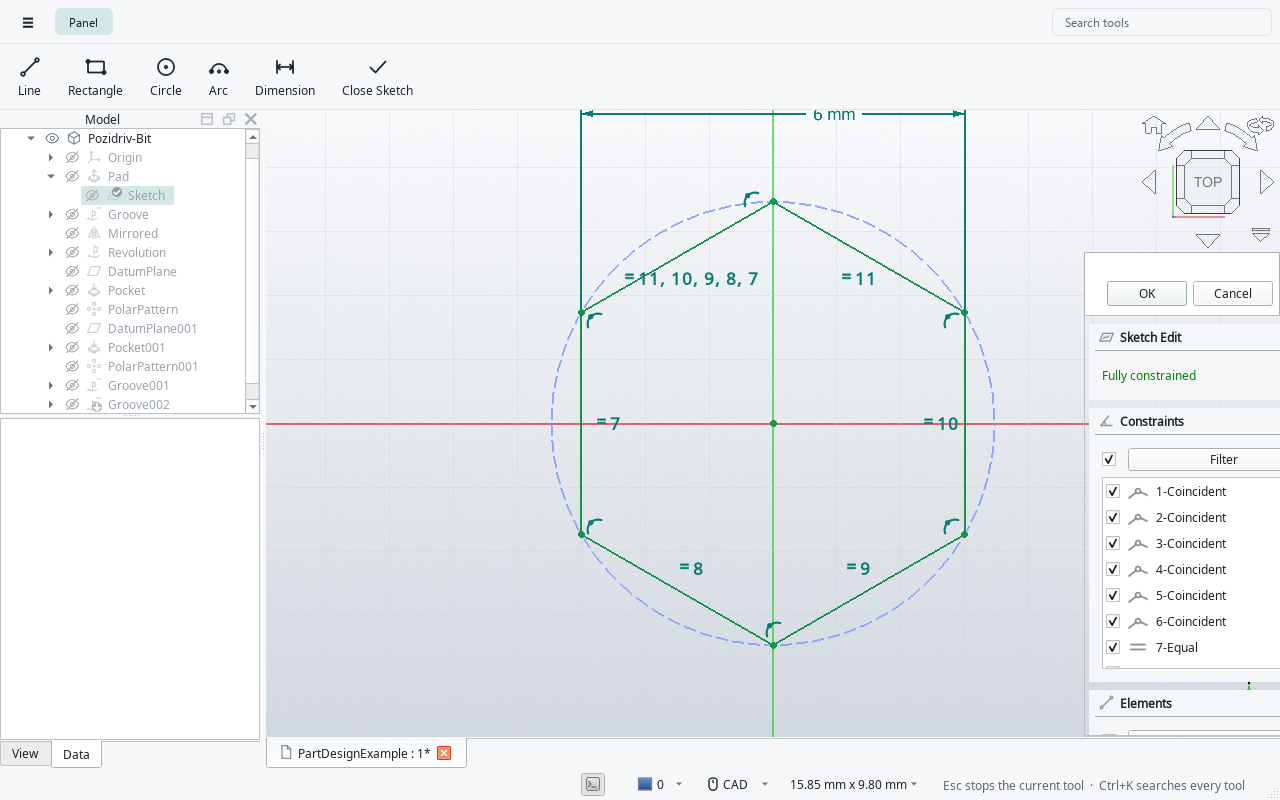 Panel
Search tools
Line
Rectangle
Circle
Arc
Dimension
Close Sketch
Model
Pozidriv-Bit
Origin
Pad
Sketch
Groove
Mirrored
Revolution
DatumPlane
Pocket
PolarPattern
DatumPlane001
Pocket001
PolarPattern001
Groove001
Groove002
View
Data
6 mm
=11, 10, 9, 8, 7
=11
=7
=10
=8
=9
TOP
OK
Cancel
Sketch Edit
Fully constrained
Constraints
Filter
1-Coincident
2-Coincident
3-Coincident
4-Coincident
5-Coincident
6-Coincident
7-Equal
Elements
PartDesignExample : 1*
0
CAD
15.85 mm x 9.80 mm
Esc stops the current tool · Ctrl+K searches every tool